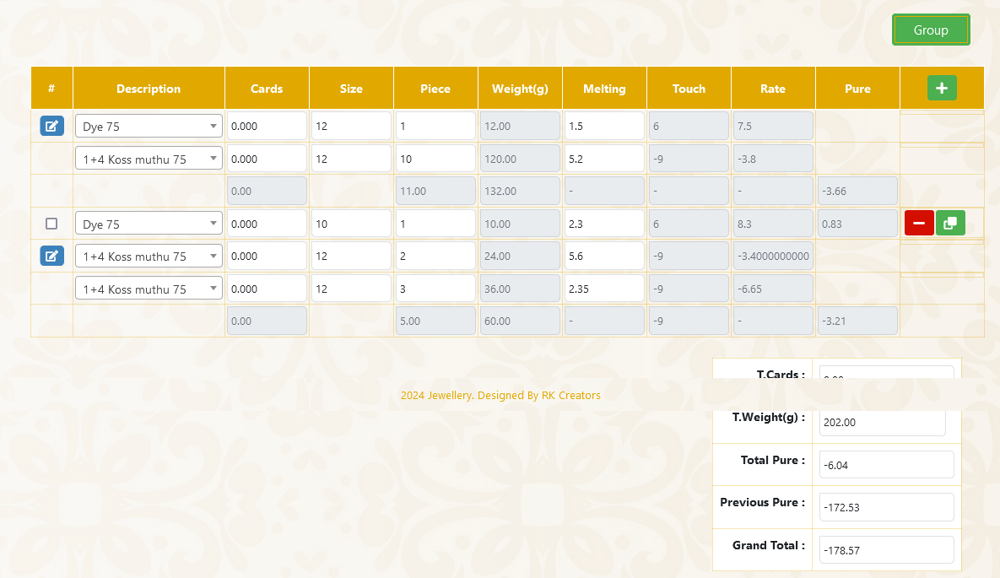 Group
# Description Cards Size Piece Weight(g) Melting Touch Rate Pure +
Dye 75 0.000 12 1 12.00 1.5 6 7.5
1+4 Koss muthu 75 0.000 12 10 120.00 5.2 -9 -3.8
0.00 11.00 132.00 - - - -3.66
Dye 75 0.000 10 1 10.00 2.3 6 8.3 0.83
1+4 Koss muthu 75 0.000 12 2 24.00 5.6 -9 -3.4000000000
1+4 Koss muthu 75 0.000 12 3 36.00 2.35 -9 -6.65
0.00 5.00 60.00 - -9 - -3.21
T.Cards :
2024 Jewellery. Designed By RK Creators
T.Weight(g) : 202.00
Total Pure : -6.04
Previous Pure : -172.53
Grand Total : -178.57